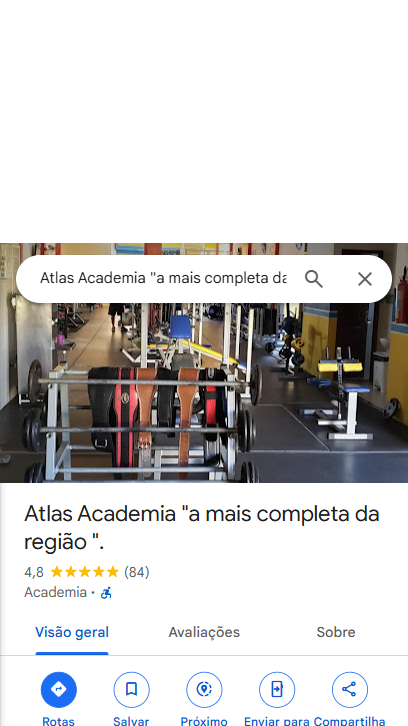 Atlas Academia "a mais completa da
Atlas Academia "a mais completa da
região ".
4,8 (84)
Academia ·
Visão geral Avaliações Sobre
Rotas Salvar Próximo Enviar para Compartilha